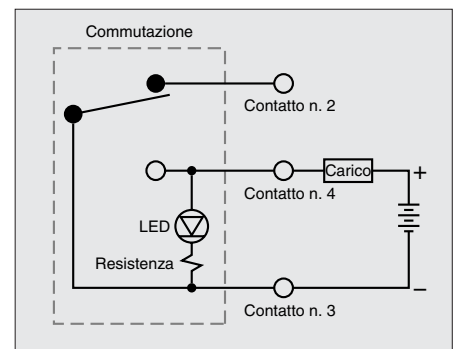 Commutazione
Contatto n. 2
Carico
+
Contatto n. 4
LED
Resistenza
–
Contatto n. 3